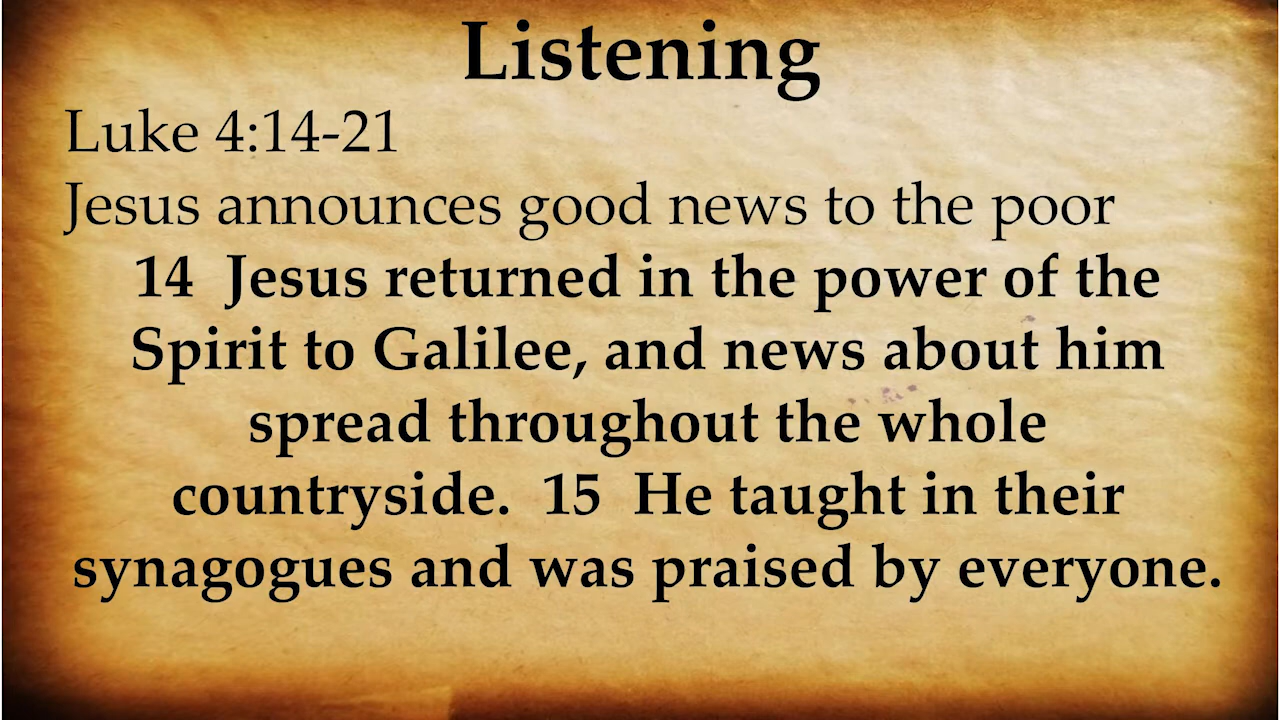 Listening
Luke 4:14-21
Jesus announces good news to the poor
14  Jesus returned in the power of the
Spirit to Galilee, and news about him
spread throughout the whole
countryside.  15  He taught in their
synagogues and was praised by everyone.